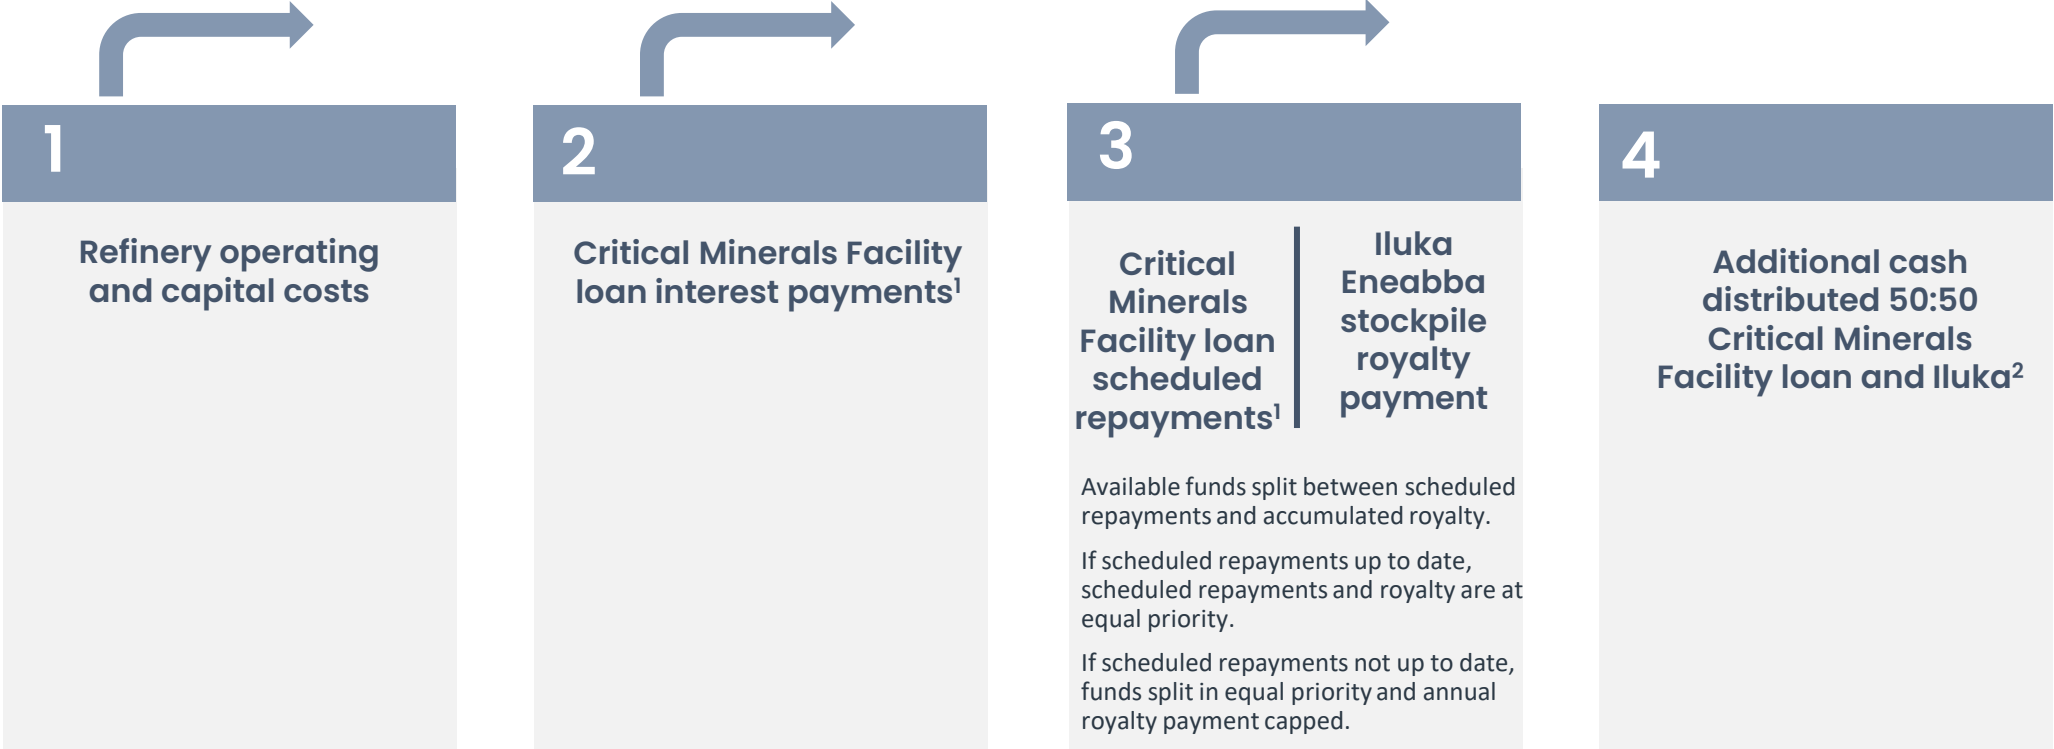 1
Refinery operating
and capital costs
2
Critical Minerals Facility
loan interest payments¹
3
Critical
Minerals
Facility loan
scheduled
repayments¹
Iluka
Eneabba
stockpile
royalty
payment
Available funds split between scheduled
repayments and accumulated royalty.
If scheduled repayments up to date,
scheduled repayments and royalty are at
equal priority.
If scheduled repayments not up to date,
funds split in equal priority and annual
royalty payment capped.
4
Additional cash
distributed 50:50
Critical Minerals
Facility loan and Iluka²